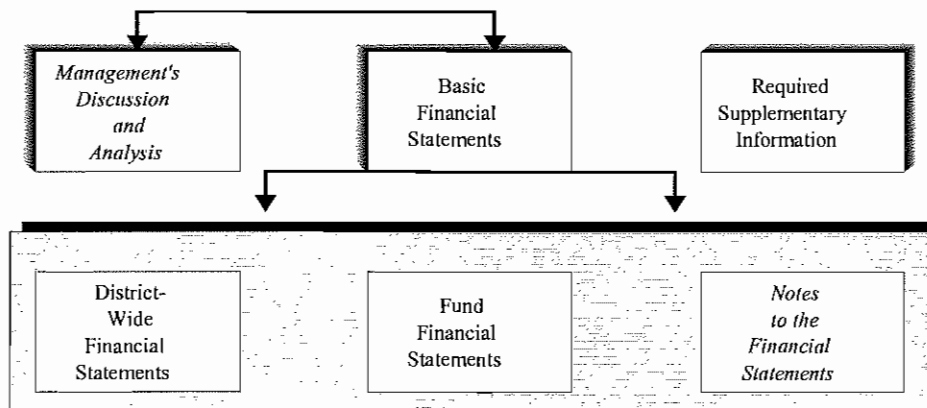 Management's
Discussion
and
Analysis
Basic
Financial
Statements
Required
Supplementary
Information
District-
Wide
Financial
Statements
Fund
Financial
Statements
Notes
to the
Financial
Statements